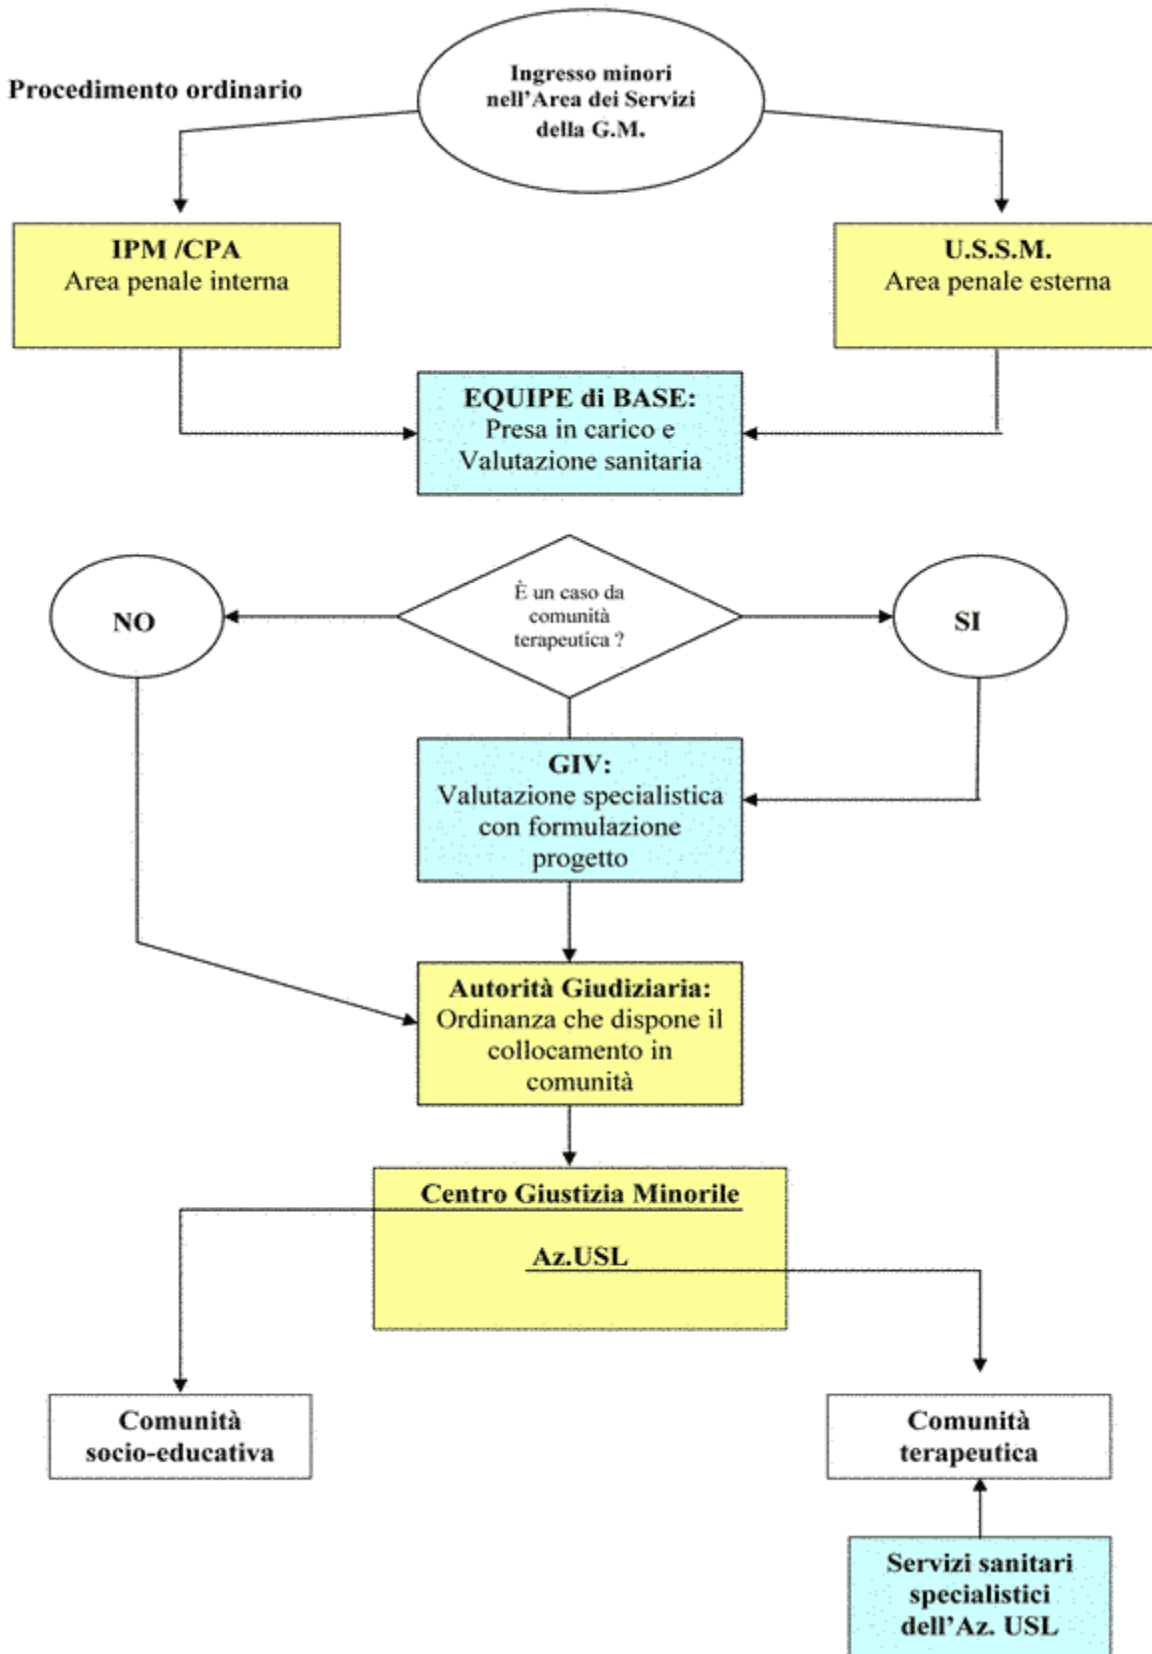 Procedimento ordinario
Ingresso minori
nell'Area dei Servizi
della G.M.
IPM /CPA
Area penale interna
U.S.S.M.
Area penale esterna
EQUIPE di BASE:
Presa in carico e
Valutazione sanitaria
NO
È un caso da
comunità
terapeutica ?
SI
GIV:
Valutazione specialistica
con formulazione
progetto
Autorità Giudiziaria:
Ordinanza che dispone il
collocamento in
comunità
Centro Giustizia Minorile
Az.USL
Comunità
socio-educativa
Comunità
terapeutica
Servizi sanitari
specialistici
dell'Az. USL